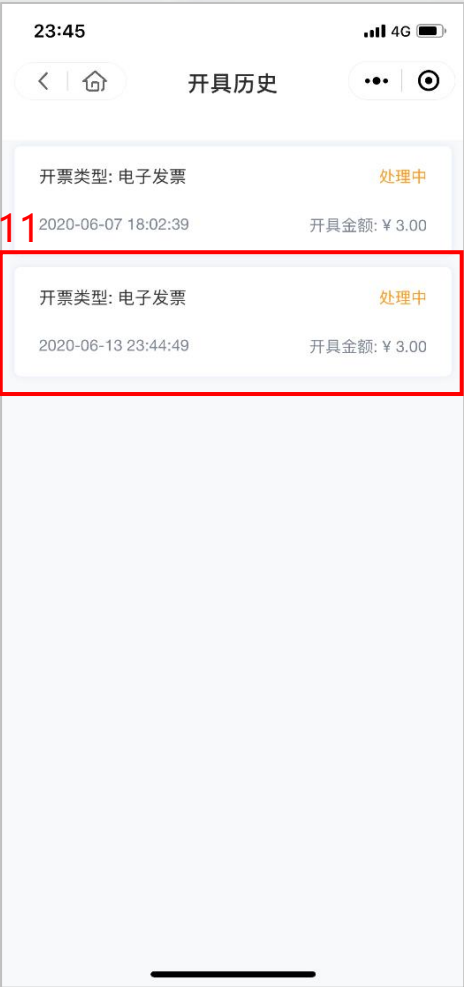 23:45 4G
开具历史
开票类型: 电子发票 处理中
2020-06-07 18:02:39 开具金额: ¥ 3.00
11
开票类型: 电子发票 处理中
2020-06-13 23:44:49 开具金额: ¥ 3.00